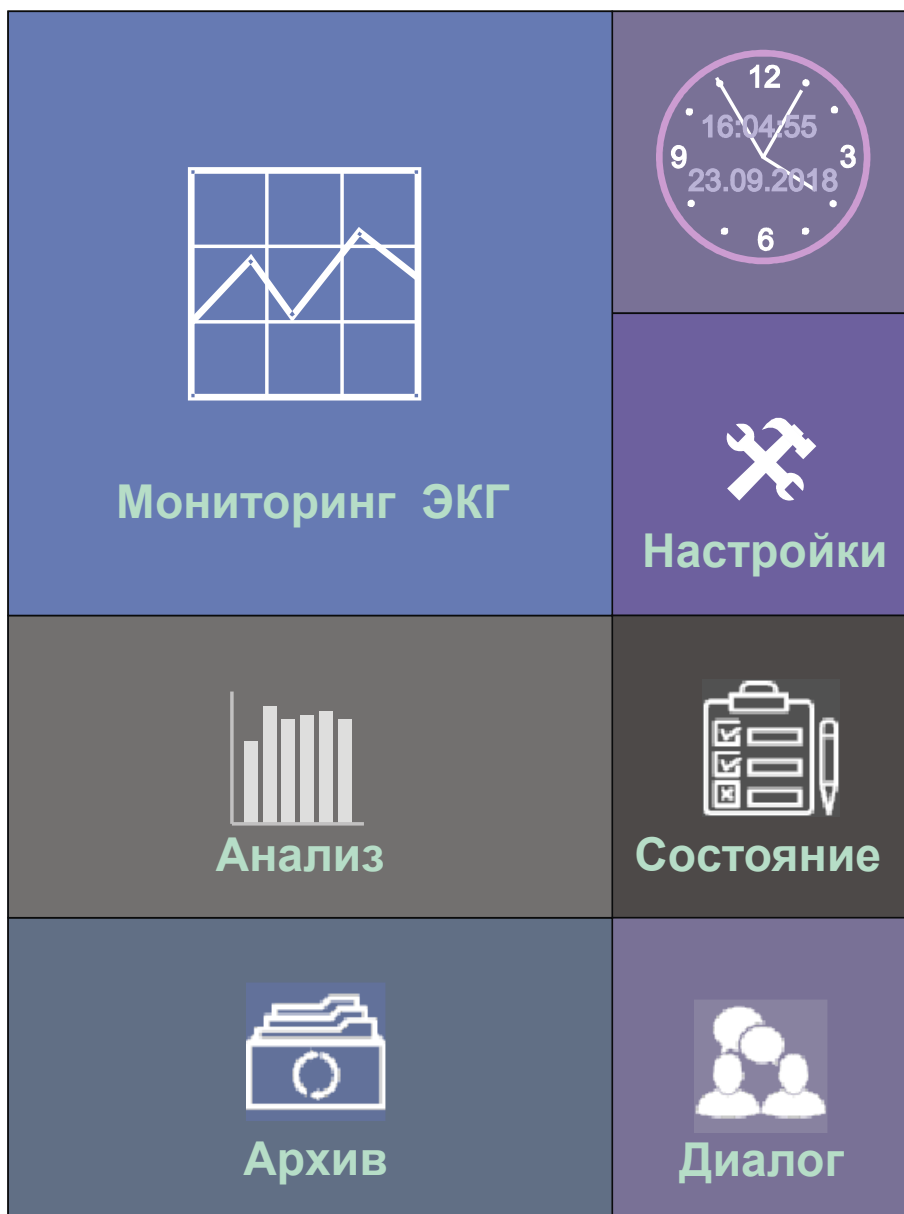 12
16:04:55
9 3
23.09.2018
6
Мониторинг ЭКГ
Настройки
Анализ
Состояние
Архив
Диалог